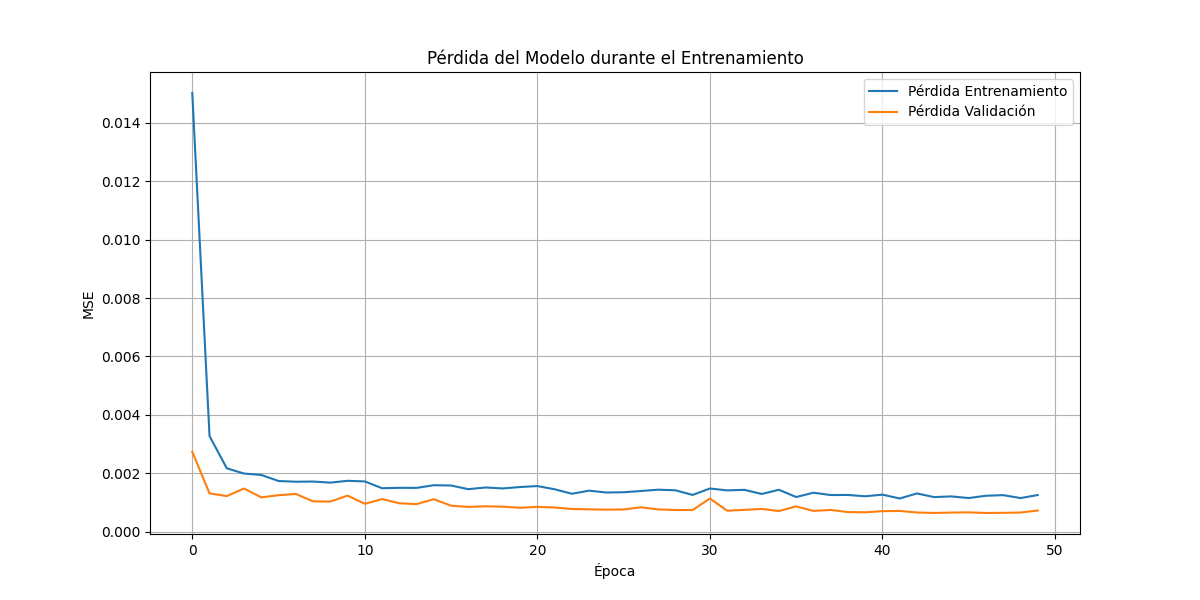 Pérdida del Modelo durante el Entrenamiento
Pérdida Entrenamiento
Pérdida Validación
MSE
0.014
0.012
0.010
0.008
0.006
0.004
0.002
0.000
0 10 20 30 40 50
Época